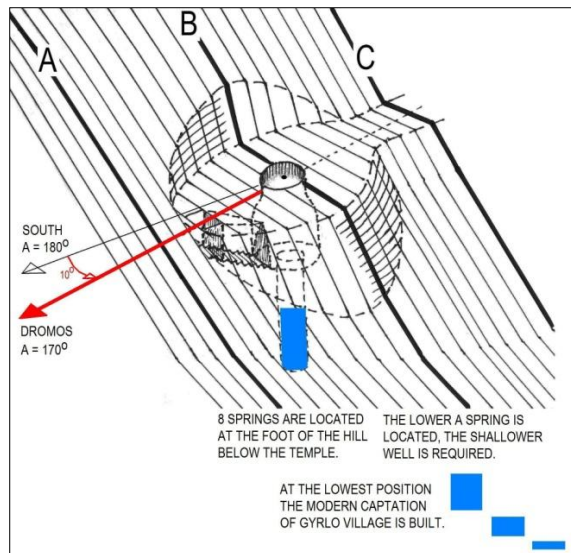 A
B
C
SOUTH
A = 180°
10°
DROMOS
A = 170°
8 SPRINGS ARE LOCATED
AT THE FOOT OF THE HILL
BELOW THE TEMPLE.
THE LOWER A SPRING IS
LOCATED, THE SHALLOWER
WELL IS REQUIRED.
AT THE LOWEST POSITION
THE MODERN CAPTATION
OF GYRLO VILLAGE IS BUILT.